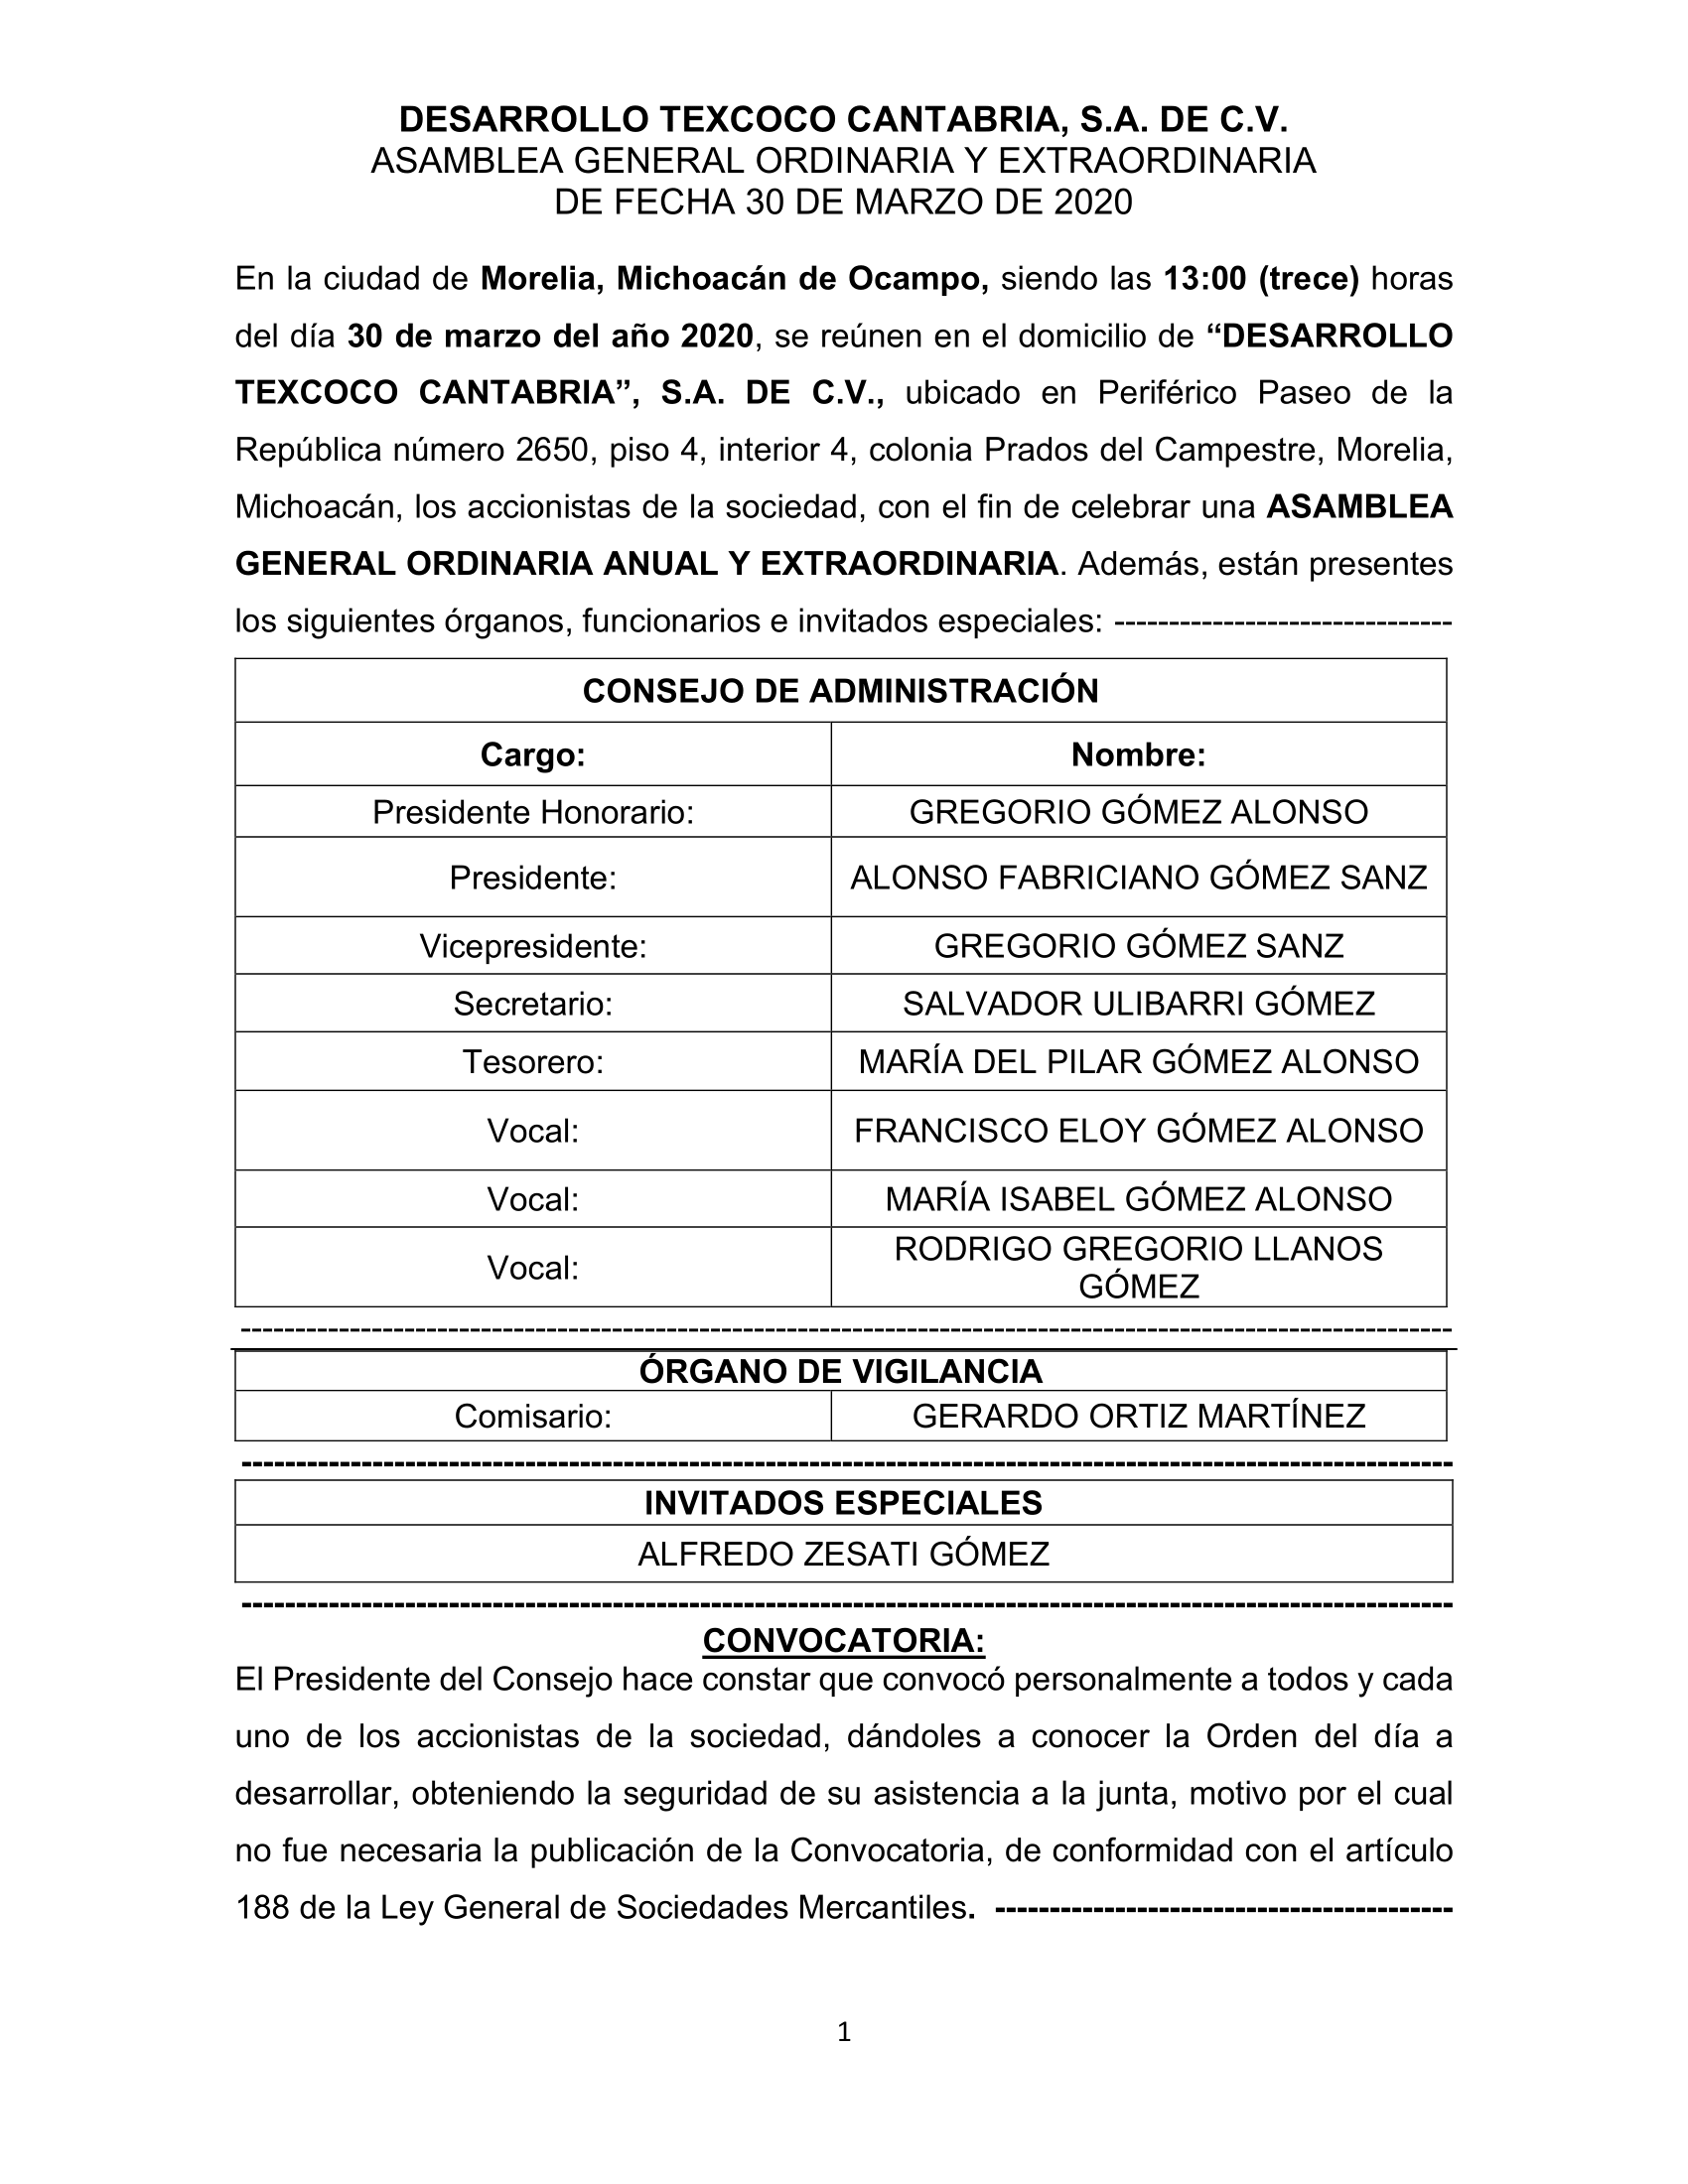 DESARROLLO TEXCOCO CANTABRIA, S.A. DE C.V.
ASAMBLEA GENERAL ORDINARIA Y EXTRAORDINARIA
DE FECHA 30 DE MARZO DE 2020
En la ciudad de Morelia, Michoacán de Ocampo, siendo las 13:00 (trece) horas
del día 30 de marzo del año 2020, se reúnen en el domicilio de “DESARROLLO
TEXCOCO CANTABRIA”, S.A. DE C.V., ubicado en Periférico Paseo de la
República número 2650, piso 4, interior 4, colonia Prados del Campestre, Morelia,
Michoacán, los accionistas de la sociedad, con el fin de celebrar una ASAMBLEA
GENERAL ORDINARIA ANUAL Y EXTRAORDINARIA. Además, están presentes
los siguientes órganos, funcionarios e invitados especiales: -------------------------------
CONSEJO DE ADMINISTRACIÓN
Cargo: Nombre:
Presidente Honorario: GREGORIO GÓMEZ ALONSO
Presidente: ALONSO FABRICIANO GÓMEZ SANZ
Vicepresidente: GREGORIO GÓMEZ SANZ
Secretario: SALVADOR ULIBARRI GÓMEZ
Tesorero: MARÍA DEL PILAR GÓMEZ ALONSO
Vocal: FRANCISCO ELOY GÓMEZ ALONSO
Vocal: MARÍA ISABEL GÓMEZ ALONSO
Vocal: RODRIGO GREGORIO LLANOS
GÓMEZ
----------------------------------------------------------------------------------------------------------------
ÓRGANO DE VIGILANCIA
Comisario: GERARDO ORTIZ MARTÍNEZ
----------------------------------------------------------------------------------------------------------------
INVITADOS ESPECIALES
ALFREDO ZESATI GÓMEZ
----------------------------------------------------------------------------------------------------------------
CONVOCATORIA:
El Presidente del Consejo hace constar que convocó personalmente a todos y cada
uno de los accionistas de la sociedad, dándoles a conocer la Orden del día a
desarrollar, obteniendo la seguridad de su asistencia a la junta, motivo por el cual
no fue necesaria la publicación de la Convocatoria, de conformidad con el artículo
188 de la Ley General de Sociedades Mercantiles. ------------------------------------------
1